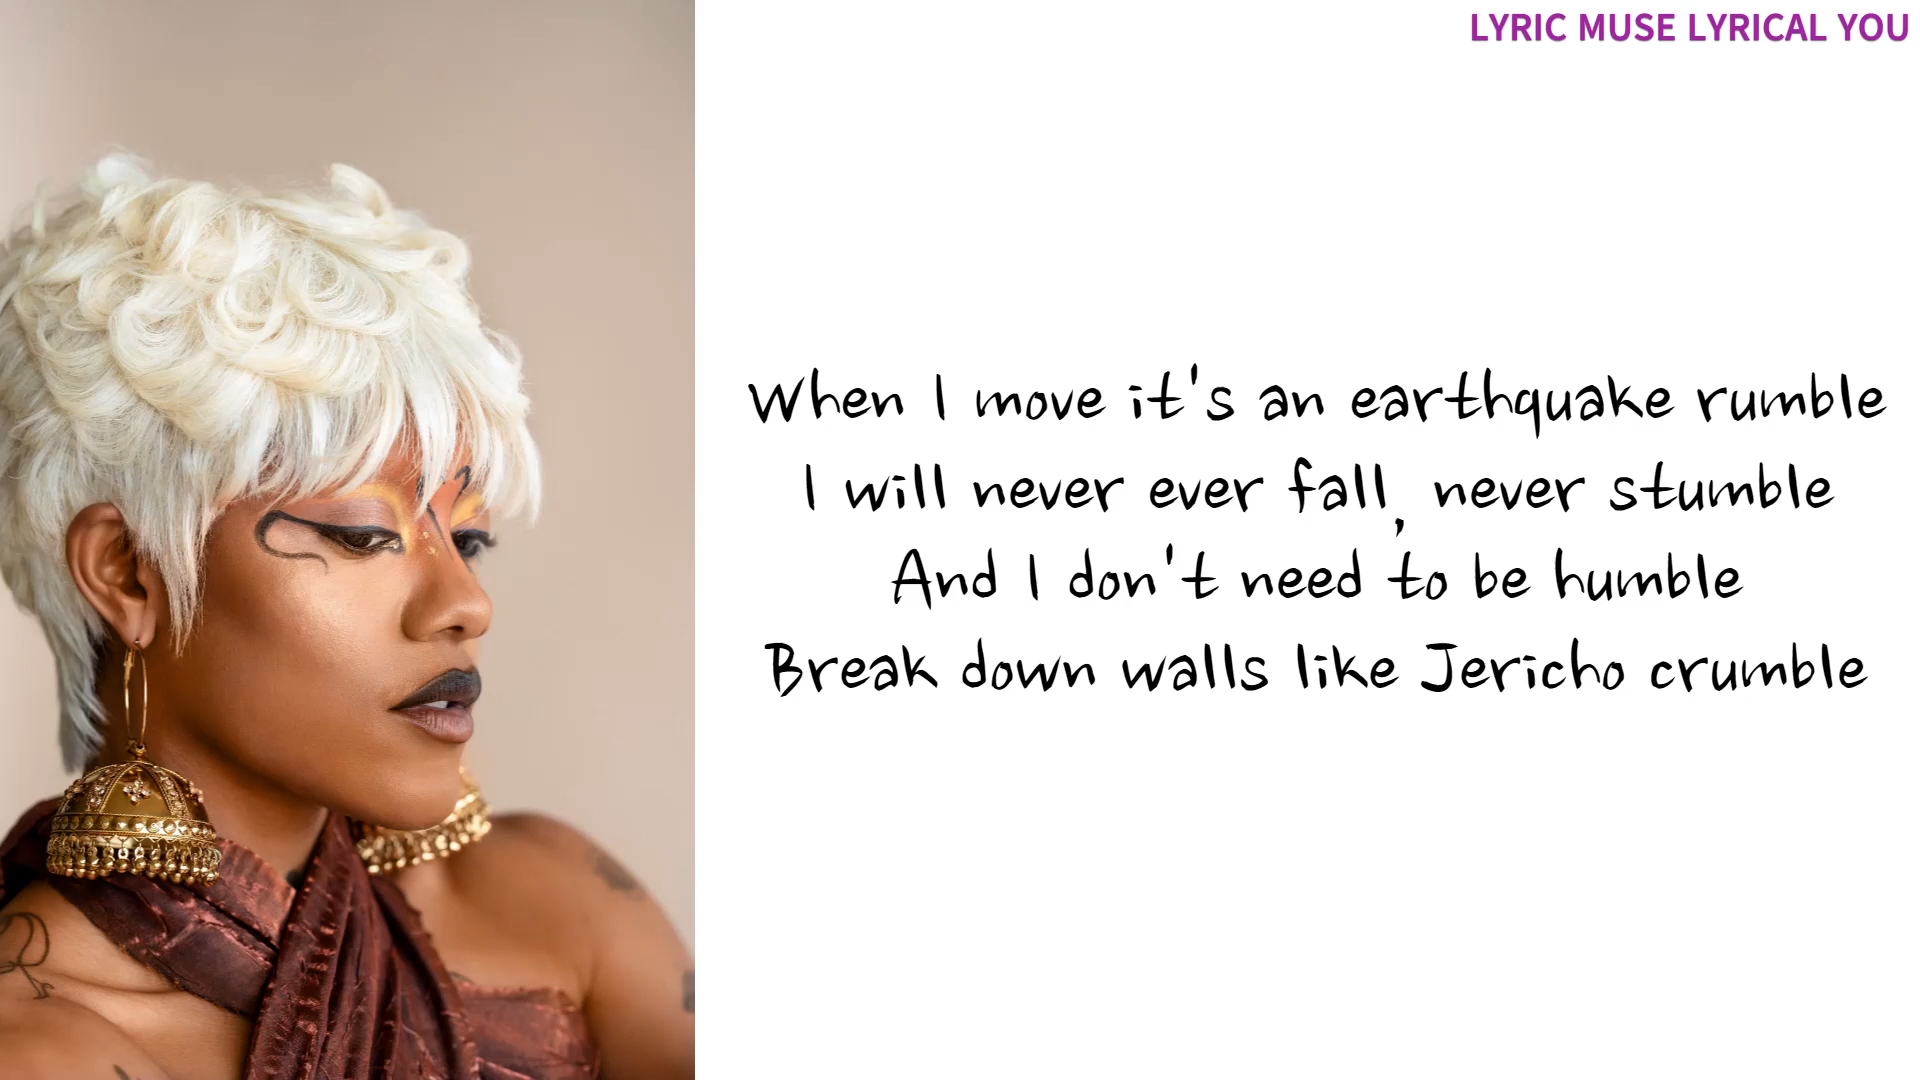 LYRIC MUSE LYRICAL YOU
When I move it's an earthquake rumble
I will never ever fall, never stumble
And I don't need to be humble
Break down walls like Jericho crumble